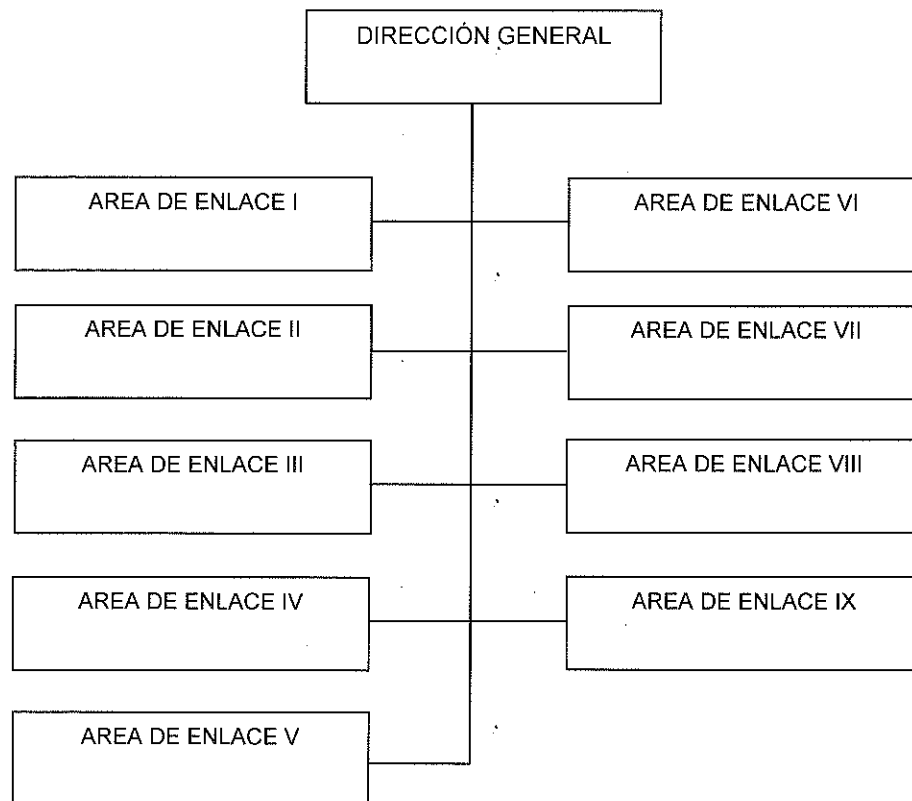 DIRECCIÓN GENERAL
AREA DE ENLACE I
AREA DE ENLACE VI
AREA DE ENLACE II
AREA DE ENLACE VII
AREA DE ENLACE III
AREA DE ENLACE VIII
AREA DE ENLACE IV
AREA DE ENLACE IX
AREA DE ENLACE V